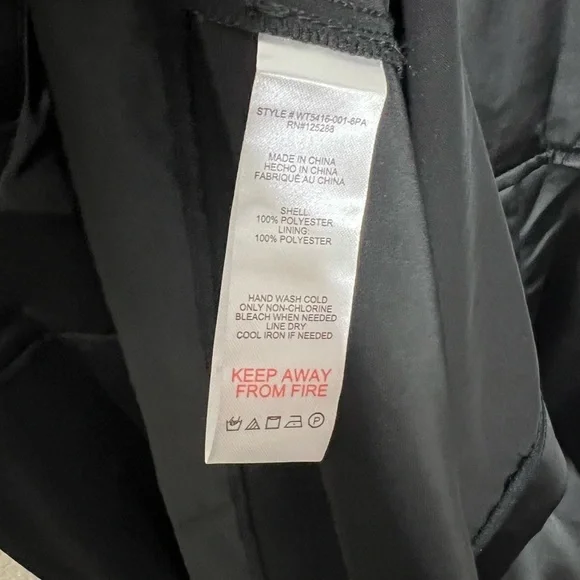 STYLE # WT5416-001-6PA
RN#125288
MADE IN CHINA
HECHO IN CHINA
FABRIQUÉ AU CHINA
SHELL:
100% POLYESTER
LINING:
100% POLYESTER
HAND WASH COLD
ONLY NON-CHLORINE
BLEACH WHEN NEEDED
LINE DRY
COOL IRON IF NEEDED
KEEP AWAY
FROM FIRE
P